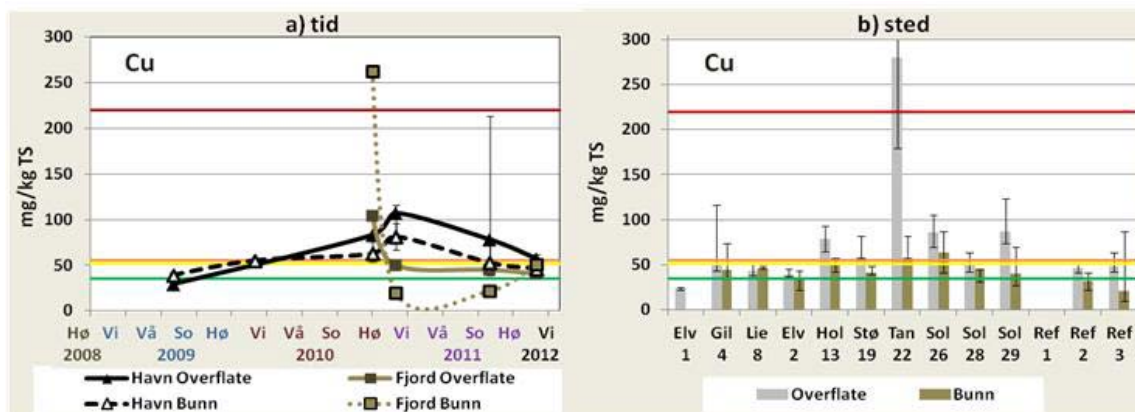 a) tid
300
250
200
150
100
50
0
mg/kg TS
Cu
Hø Vi Vå So Hø Vi Vå So Hø Vi Vå So Hø Vi
2008 2009 2010 2011 2012
Havn Overflate Fjord Overflate
Havn Bunn Fjord Bunn
b) sted
300
250
200
150
100
50
0
mg/kg TS
Cu
Elv Gil Lie Elv Hol Stø Tan Sol Sol Sol Ref Ref Ref
1 4 8 2 13 19 22 26 28 29 1 2 3
Overflate Bunn